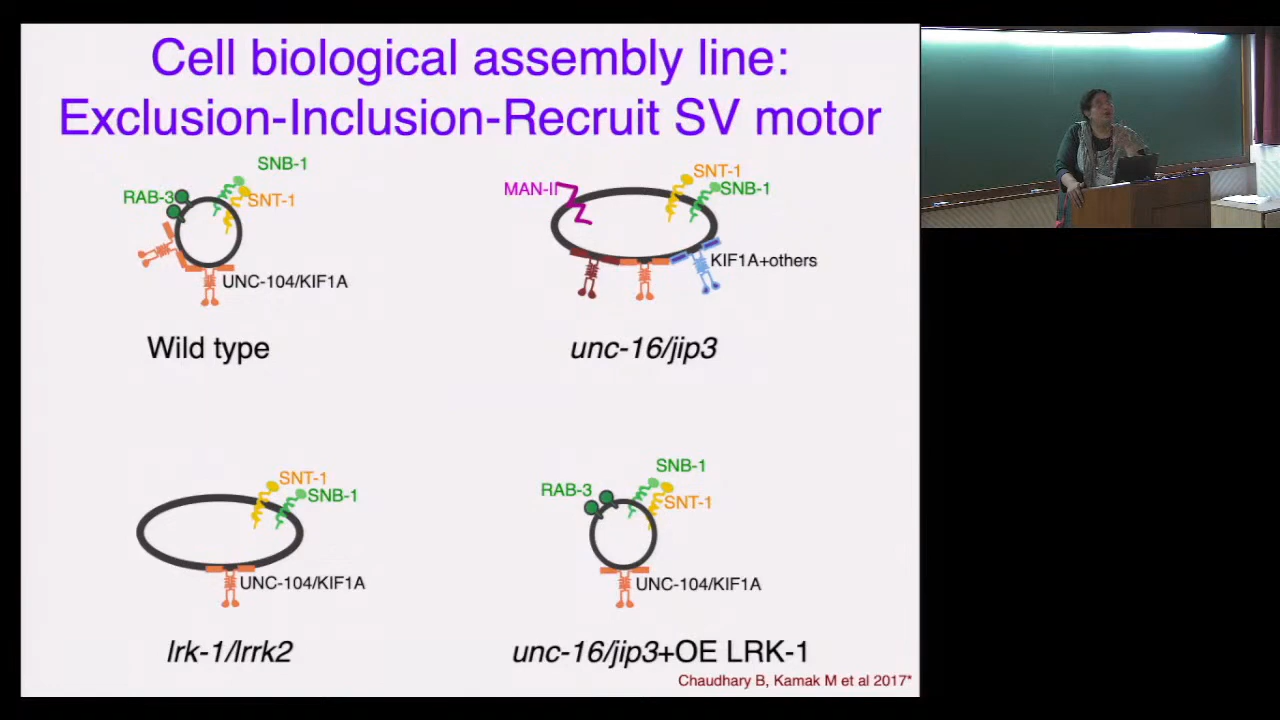 Cell biological assembly line:
Exclusion-Inclusion-Recruit SV motor
SNB-1
RAB-3
SNT-1
UNC-104/KIF1A
Wild type
SNT-1
MAN-II
SNB-1
KIF1A+others
unc-16/jip3
SNT-1
SNB-1
UNC-104/KIF1A
lrk-1/lrrk2
SNB-1
RAB-3
SNT-1
UNC-104/KIF1A
unc-16/jip3+OE LRK-1
Chaudhary B, Kamak M et al 2017*